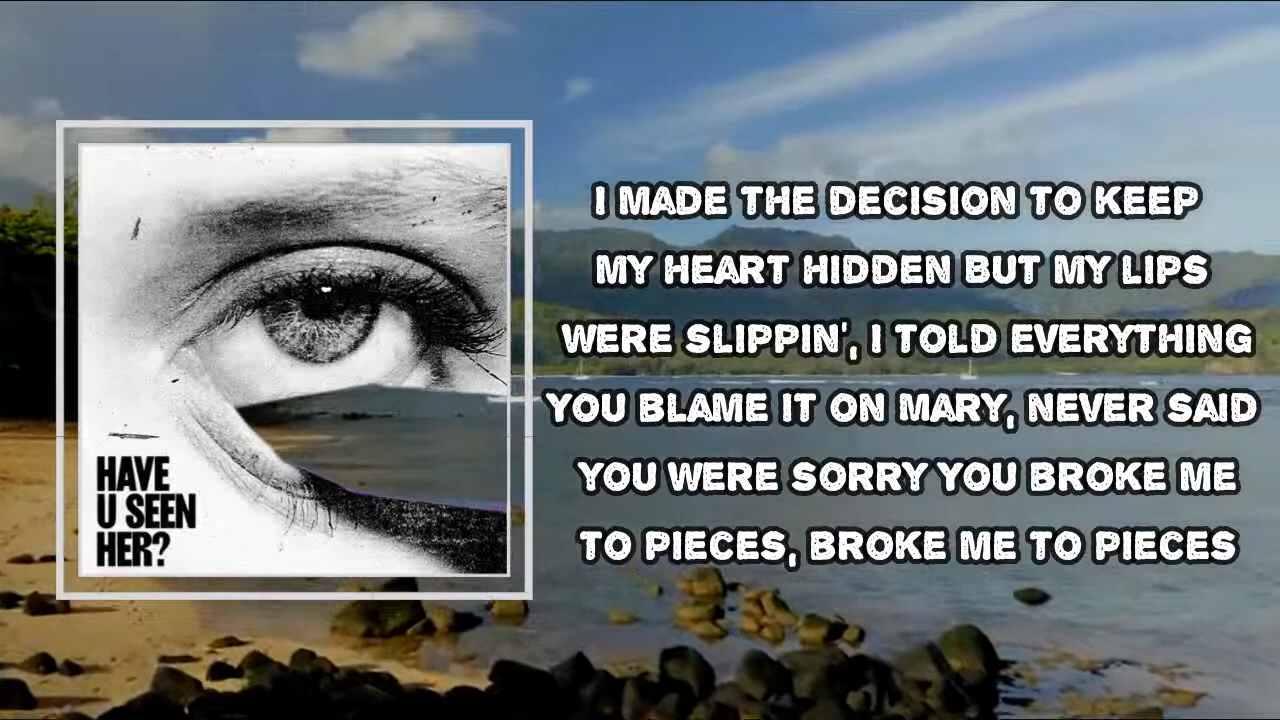 HAVE
U SEEN
HER?
I MADE THE DECISION TO KEEP
MY HEART HIDDEN BUT MY LIPS
WERE SLIPPIN', I TOLD EVERYTHING
YOU BLAME IT ON MARY, NEVER SAID
YOU WERE SORRY YOU BROKE ME
TO PIECES, BROKE ME TO PIECES